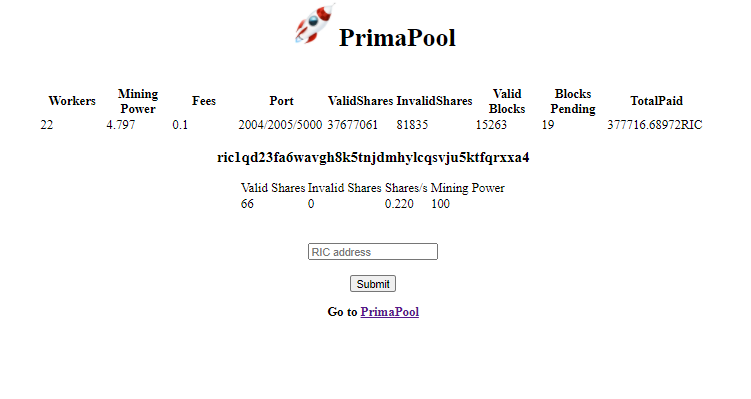 PrimaPool
Workers Mining Power Fees Port ValidShares InvalidShares Valid Blocks Blocks Pending TotalPaid
22 4.797 0.1 2004/2005/5000 37677061 81835 15263 19 377716.68972RIC
ric1qd23fa6wavgh8k5tnjdmhylcqsvju5ktfqrxxa4
Valid Shares Invalid Shares Shares/s Mining Power
66 0 0.220 100
RIC address
Submit
Go to PrimaPool